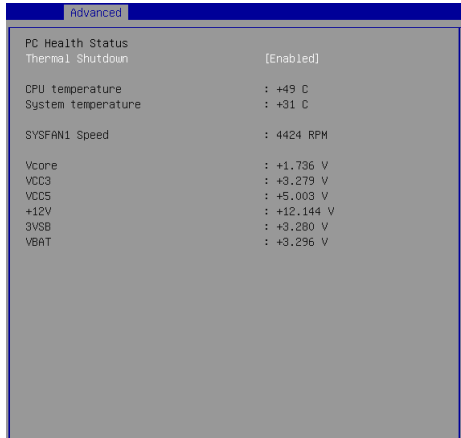 Advanced
PC Health Status
Thermal Shutdown [Enabled]
CPU temperature : +49 C
System temperature : +31 C
SYSFAN1 Speed : 4424 RPM
Vcore : +1.736 V
VCC3 : +3.279 V
VCC5 : +5.003 V
+12V : +12.144 V
3VSB : +3.280 V
VBAT : +3.296 V